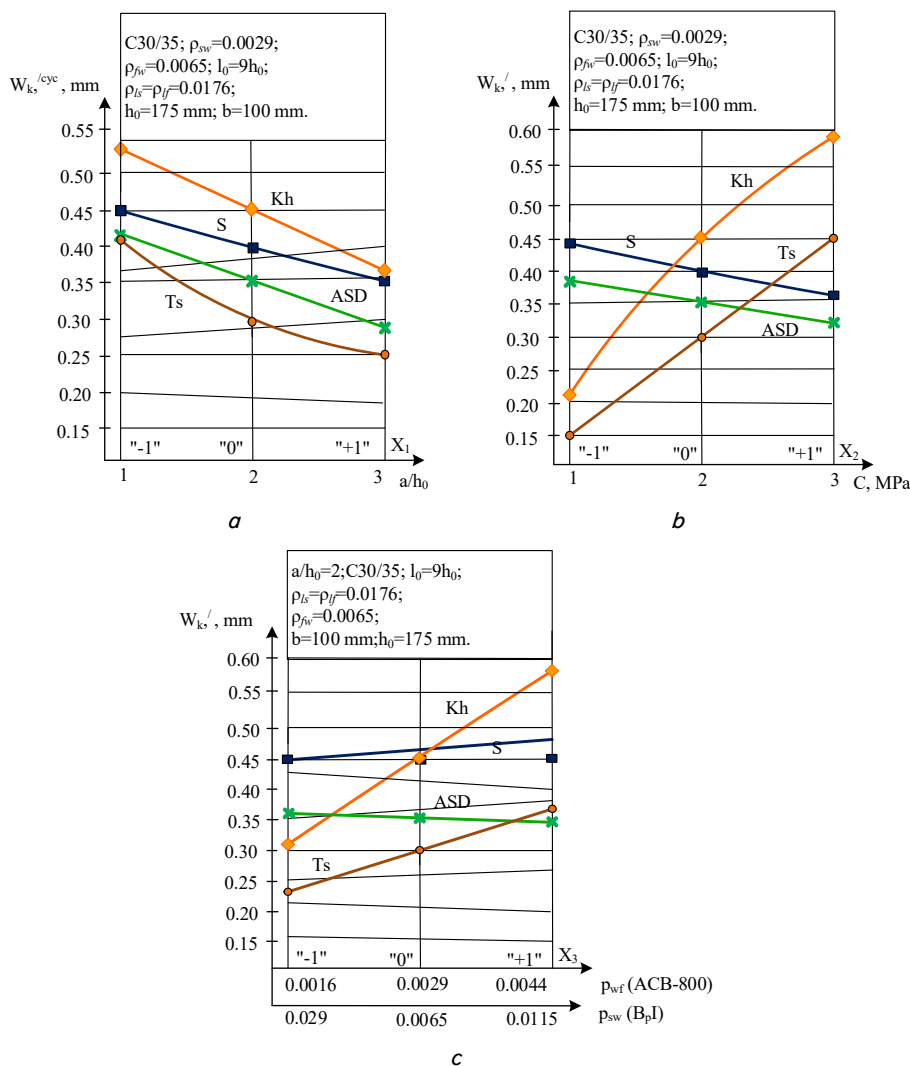 C30/35; ρsw=0.0029;
ρfw=0.0065; l0=9h0;
ρls=ρlf=0.0176;
h0=175 mm; b=100 mm.
Wk,/cyc, mm
0.55
0.50
0.45
0.40
0.35
0.30
0.25
0.20
0.15
Kh
S
ASD
Ts
"-1" "0" "+1" X1
1 2 3
a/h0
a
C30/35; ρsw=0.0029;
ρfw=0.0065; l0=9h0;
ρls=ρlf=0.0176;
h0=175 mm; b=100 mm.
Wk,/, mm
0.60
0.55
0.50
0.45
0.40
0.35
0.30
0.25
0.20
0.15
Kh
S
Ts
ASD
"-1" "0" "+1" X2
1 2 3
C, MPa
b
a/h0=2;C30/35; l0=9h0;
ρls=ρlf=0.0176;
ρfw=0.0065;
b=100 mm;h0=175 mm.
Wk,/, mm
0.60
0.55
0.50
0.45
0.40
0.35
0.30
0.25
0.20
0.15
Kh
S
ASD
Ts
"-1" "0" "+1" X3
0.0016 0.0029 0.0044 pwf (ACB-800)
0.029 0.0065 0.0115 psw (BpI)
c